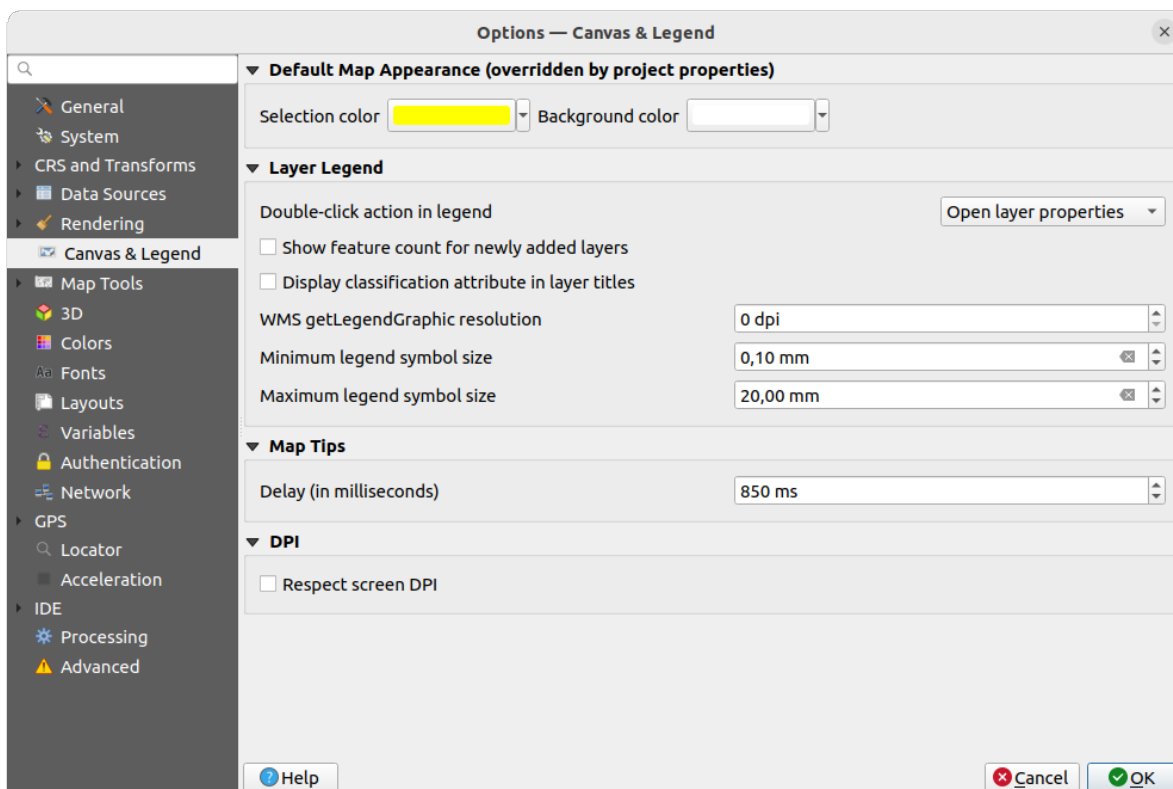 Options — Canvas & Legend
General
System
CRS and Transforms
Data Sources
Rendering
Canvas & Legend
Map Tools
3D
Colors
Fonts
Layouts
Variables
Authentication
Network
GPS
Locator
Acceleration
IDE
Processing
Advanced
Default Map Appearance (overridden by project properties)
Selection color Background color
Layer Legend
Double-click action in legend Open layer properties
Show feature count for newly added layers
Display classification attribute in layer titles
WMS getLegendGraphic resolution 0 dpi
Minimum legend symbol size 0,10 mm
Maximum legend symbol size 20,00 mm
Map Tips
Delay (in milliseconds) 850 ms
DPI
Respect screen DPI
Help Cancel OK